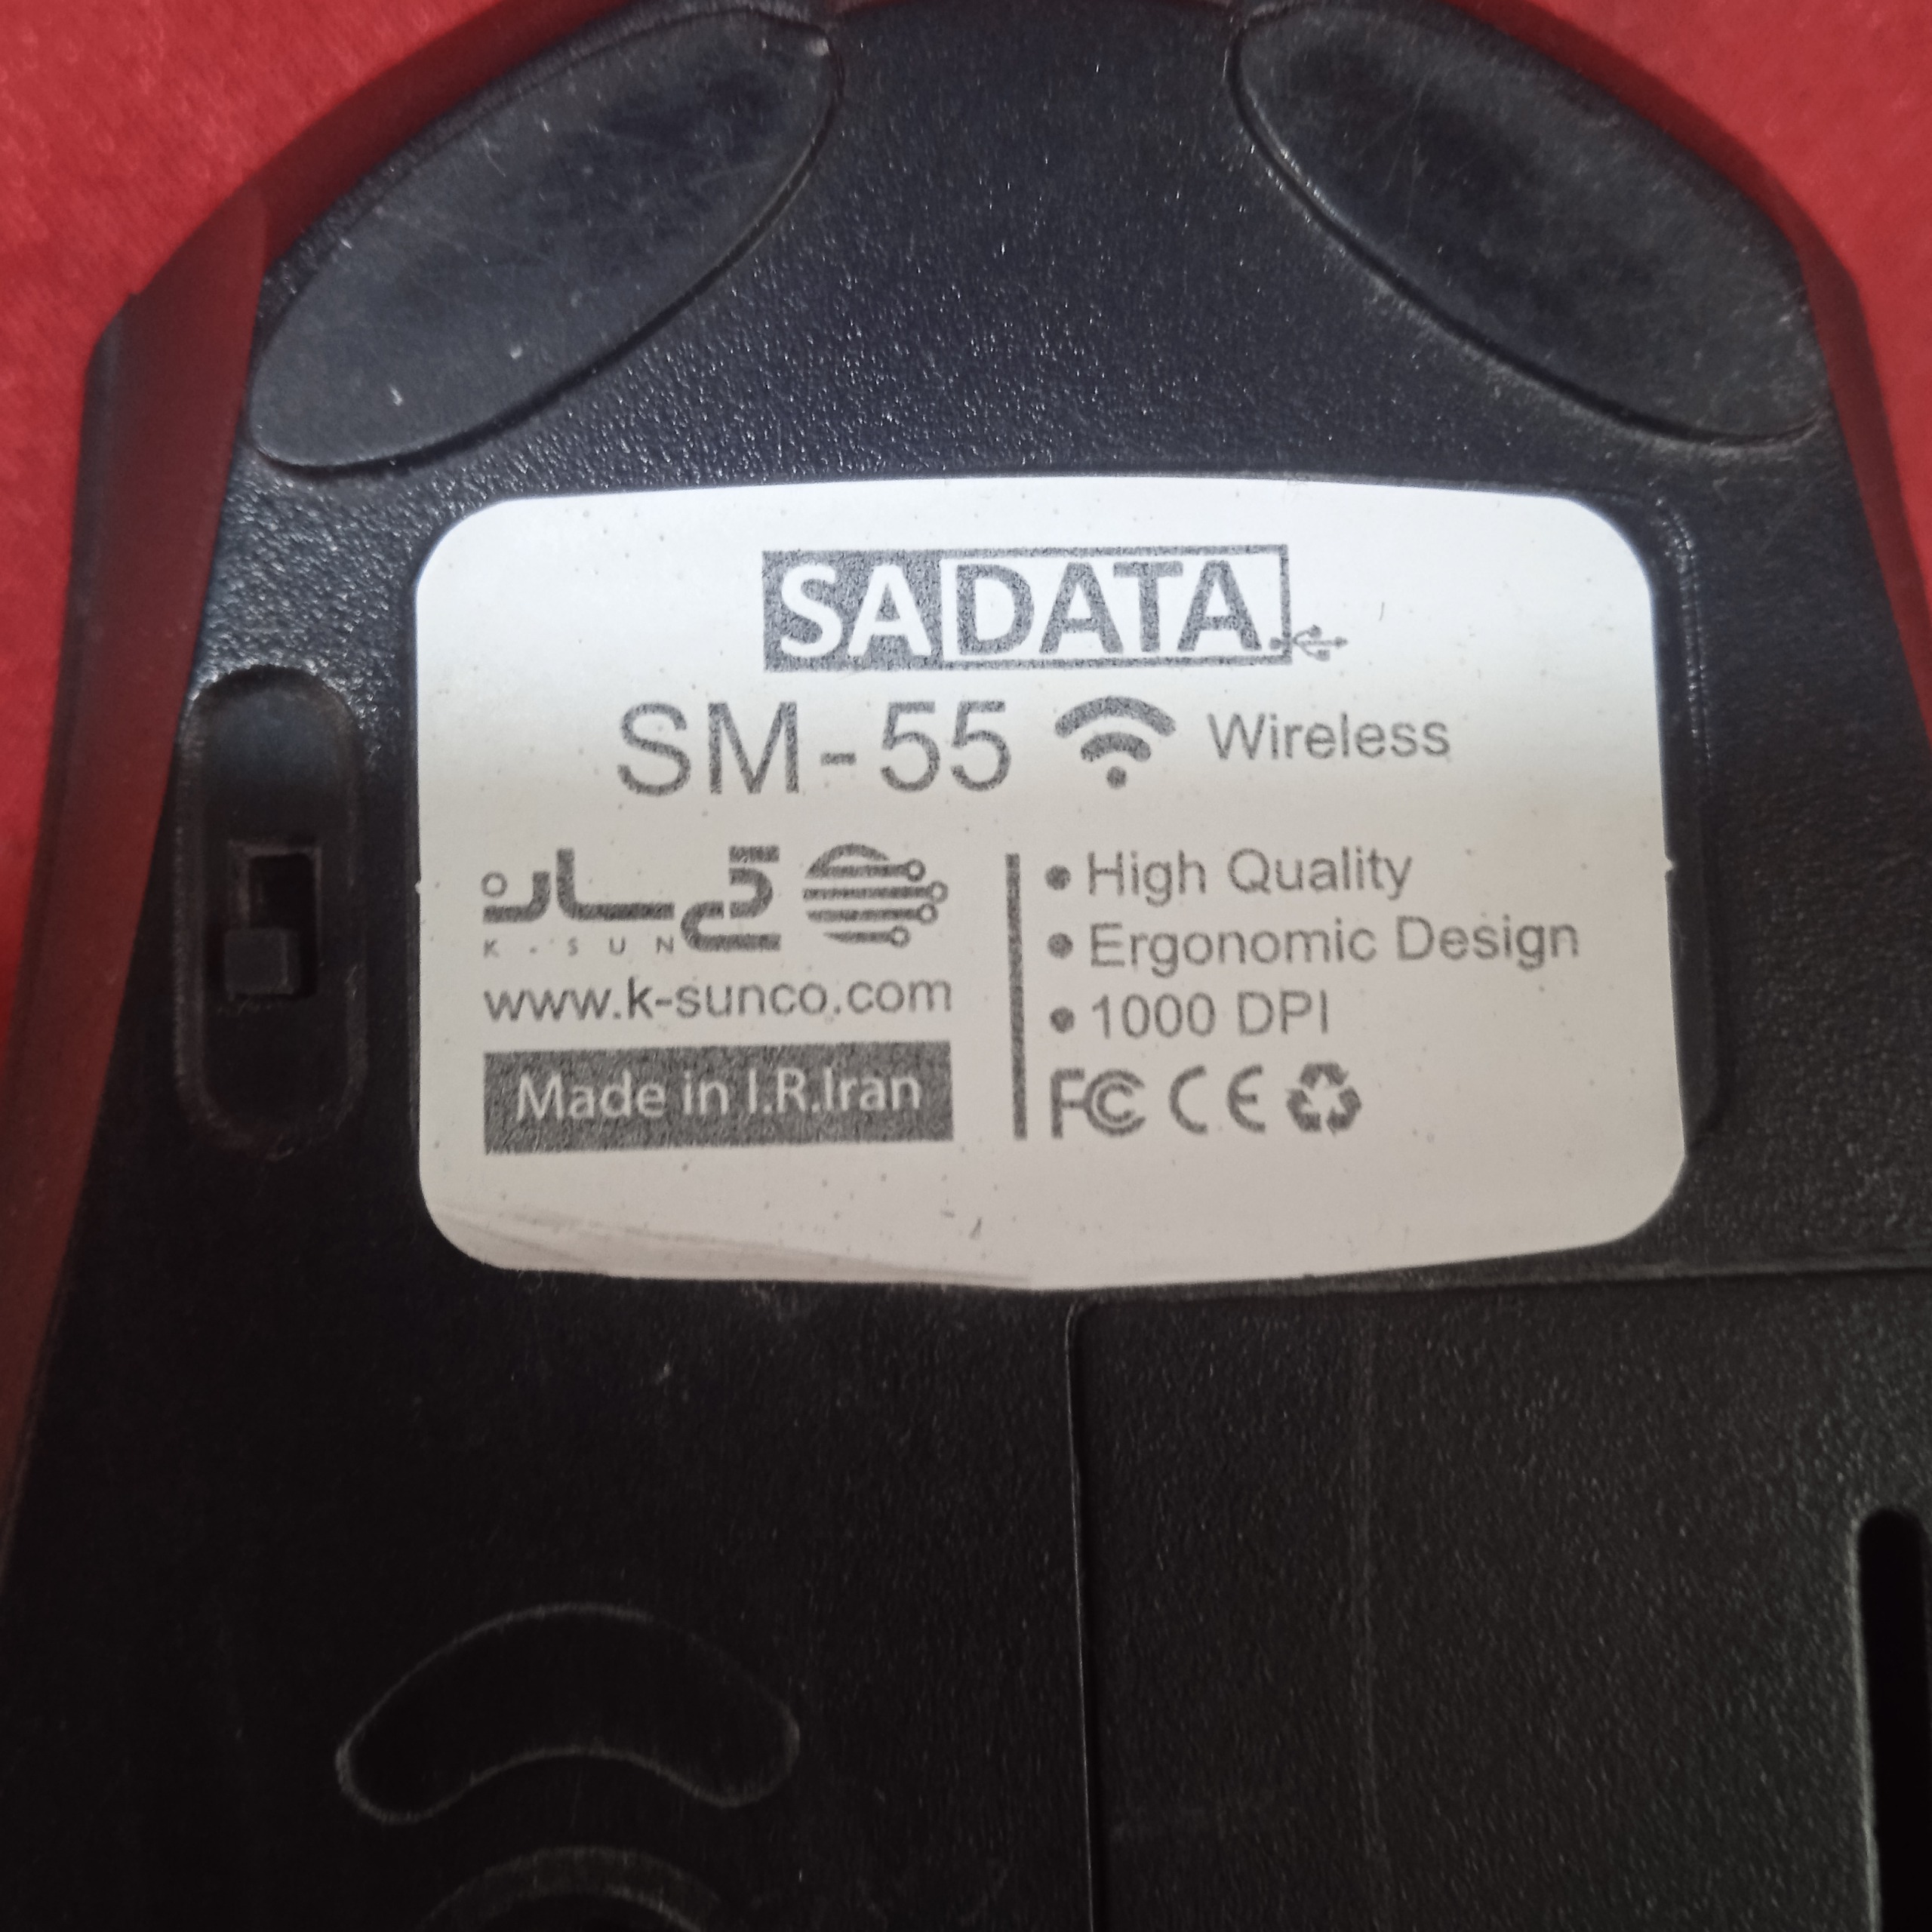 SADATA
SM-55 Wireless
کی سان
K-SUN
www.k-sunco.com
Made in I.R.Iran
• High Quality
• Ergonomic Design
• 1000 DPI
FC CE